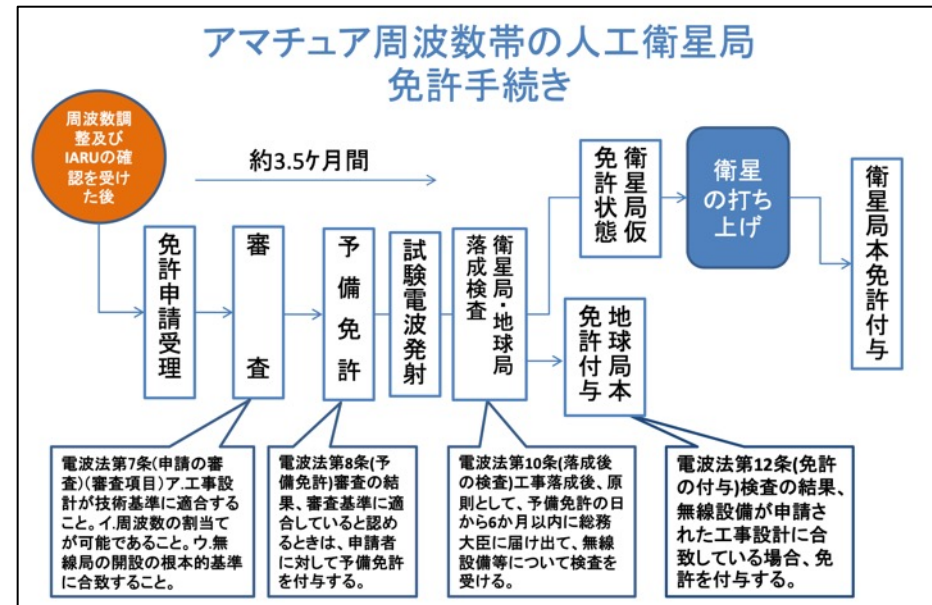 アマチュア周波数帯の人工衛星局
免許手続き
周波数調
整及び
IARUの確
認を受け
た後
約3.5ケ月間
免許申請受理
審査
予備免許
試験電波発射
衛星局・地球局
落成検査
衛星局仮
免許状態
衛星
の打ち
上げ
衛星局本免許付与
地球局本
免許付与
電波法第7条(申請の審
査)(審査項目)ア.工事設
計が技術基準に適合するこ
と。イ.周波数の割当て
が可能であること。ウ.無
線局の開設の根本的基準
に合致すること。
電波法第8条(予
備免許)審査の結
果、審査基準に適
合していると認め
るときは、申請者
に対して予備免許
を付与する。
電波法第10条(落成後
の検査)工事落成後、原
則として、予備免許の日
から6か月以内に総務
大臣に届け出て、無線
設備等について検査を
受ける。
電波法第12条(免許
の付与)検査の結果、
無線設備が申請さ
れた工事設計に合
致している場合、免
許を付与する。